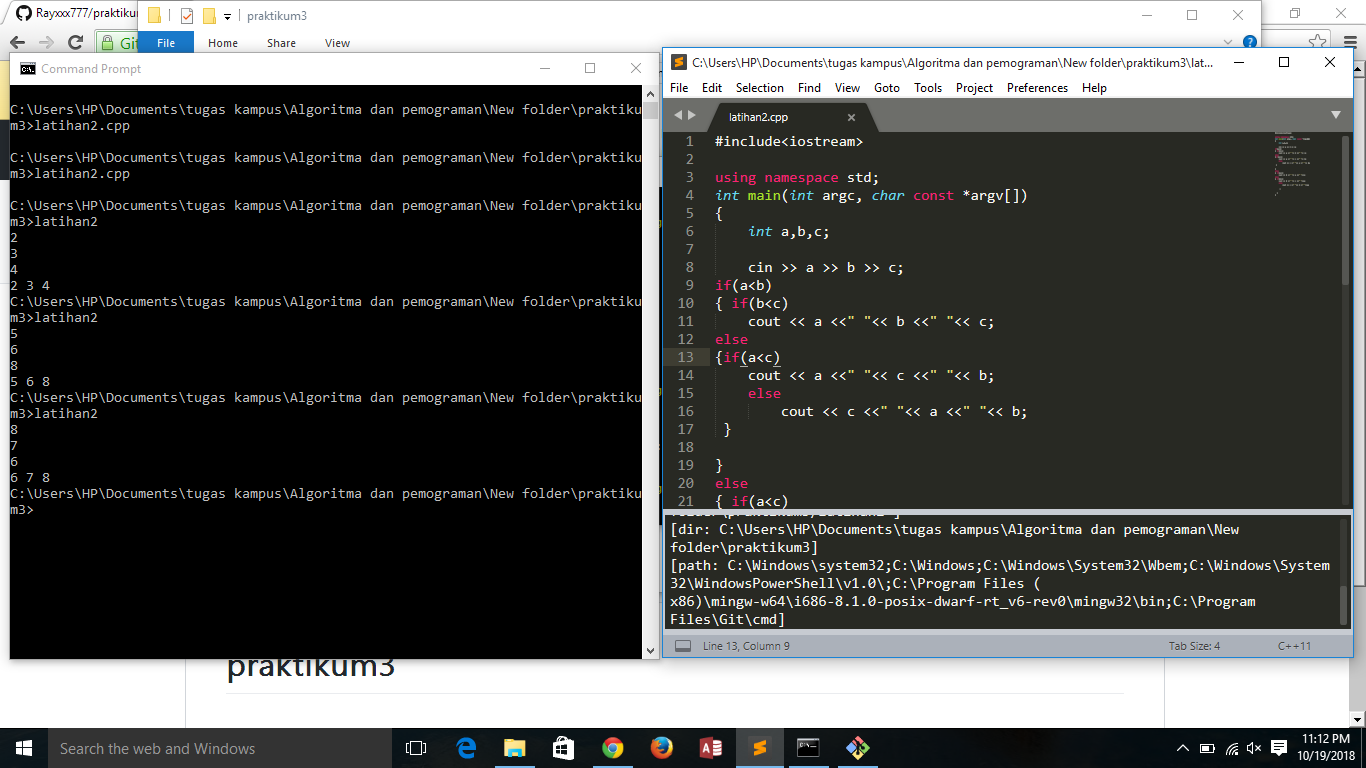 Rayxxx777/praktikum
praktikum3
Git
File Home Share View
Command Prompt
C:\Users\HP\Documents\tugas kampus\Algoritma dan pemograman\New folder\praktiku
m3>latihan2.cpp
C:\Users\HP\Documents\tugas kampus\Algoritma dan pemograman\New folder\praktiku
m3>latihan2.cpp
C:\Users\HP\Documents\tugas kampus\Algoritma dan pemograman\New folder\praktiku
m3>latihan2
2
3
4
2 3 4
C:\Users\HP\Documents\tugas kampus\Algoritma dan pemograman\New folder\praktiku
m3>latihan2
5
6
8
5 6 8
C:\Users\HP\Documents\tugas kampus\Algoritma dan pemograman\New folder\praktiku
m3>latihan2
8
7
6
6 7 8
C:\Users\HP\Documents\tugas kampus\Algoritma dan pemograman\New folder\praktiku
m3>
C:\Users\HP\Documents\tugas kampus\Algoritma dan pemograman\New folder\praktikum3\lat...
File Edit Selection Find View Goto Tools Project Preferences Help
latihan2.cpp
1 #include<iostream>
2
3 using namespace std;
4 int main(int argc, char const *argv[])
5 {
6 int a,b,c;
7
8 cin >> a >> b >> c;
9 if(a<b)
10 { if(b<c)
11 cout << a <<" "<< b <<" "<< c;
12 else
13 {if(a<c)
14 cout << a <<" "<< c <<" "<< b;
15 else
16 cout << c <<" "<< a <<" "<< b;
17 }
18
19 }
20 else
21 { if(a<c)
[dir: C:\Users\HP\Documents\tugas kampus\Algoritma dan pemograman\New
folder\praktikum3]
[path: C:\Windows\system32;C:\Windows;C:\Windows\System32\Wbem;C:\Windows\System
32\WindowsPowerShell\v1.0\;C:\Program Files (
x86)\mingw-w64\i686-8.1.0-posix-dwarf-rt_v6-rev0\mingw32\bin;C:\Program
Files\Git\cmd]
Line 13, Column 9 Tab Size: 4 C++11
praktikum3
Search the web and Windows
11:12 PM
10/19/2018